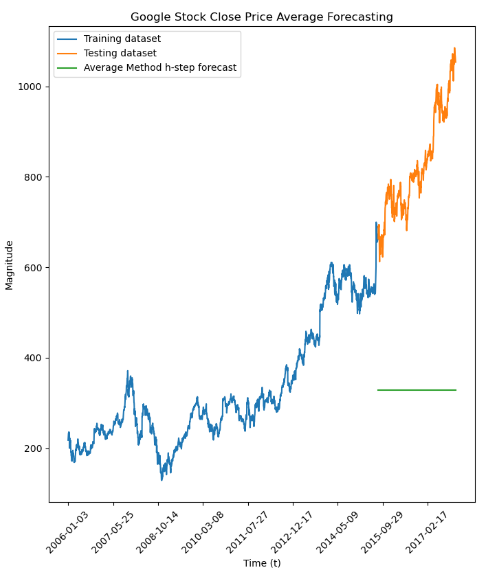 Google Stock Close Price Average Forecasting
Training dataset
Testing dataset
Average Method h-step forecast
1000
800
600
400
200
Magnitude
2006-01-03
2007-05-25
2008-10-14
2010-03-08
2011-07-27
2012-12-17
2014-05-09
2015-09-29
2017-02-17
Time (t)